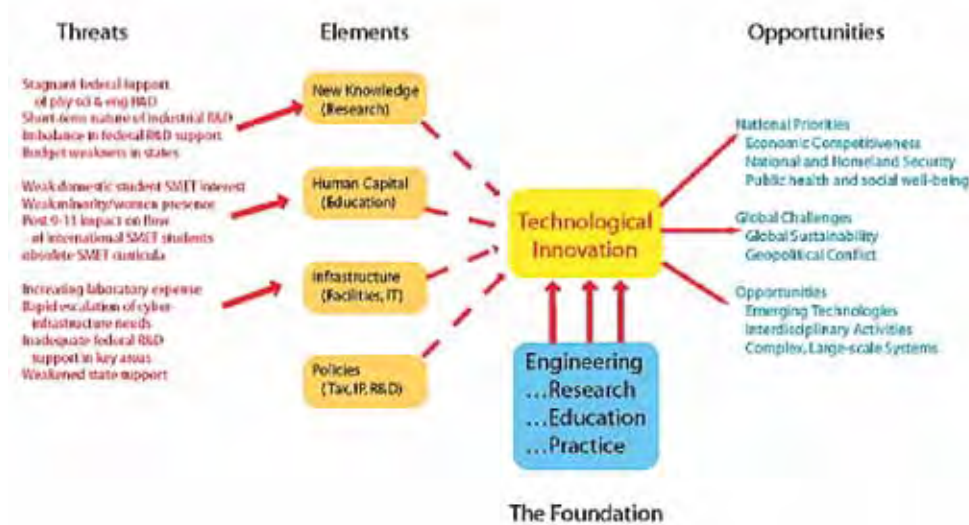 Threats
Stagnant federal support
of phy sci & eng R&D
Short-term nature of industrial R&D
Imbalance in federal R&D support
Budget weakness in states
Weak domestic student SMET interest
Weak minority/women presence
Post 9-11 impact on flow
of international SMET students
obsolete SMET curricula
Increasing laboratory expense
Rapid escalation of cyber-
infrastructure needs
Inadequate federal R&D
support in key areas
Weakened state support
Elements
New Knowledge
(Research)
Human Capital
(Education)
Infrastructure
(Facilities, IT)
Policies
(Tax, IP, R&D)
Technological
Innovation
Engineering
...Research
...Education
...Practice
The Foundation
Opportunities
National Priorities
Economic Competitiveness
National and Homeland Security
Public health and social well-being
Global Challenges
Global Sustainability
Geopolitical Conflict
Opportunities
Emerging Technologies
Interdisciplinary Activities
Complex, Large-scale Systems